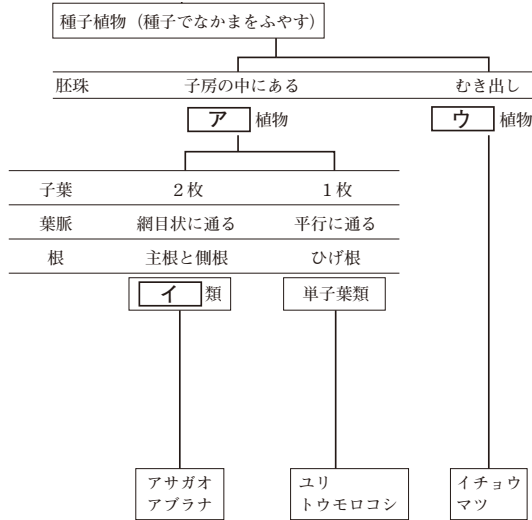 種子植物（種子でなかまをふやす）
胚珠 子房の中にある むき出し
ア 植物 ウ 植物
子葉 2枚 1枚
葉脈 網目状に通る 平行に通る
根 主根と側根 ひげ根
イ 類 単子葉類
アサガオ ユリ イチョウ
アブラナ トウモロコシ マツ